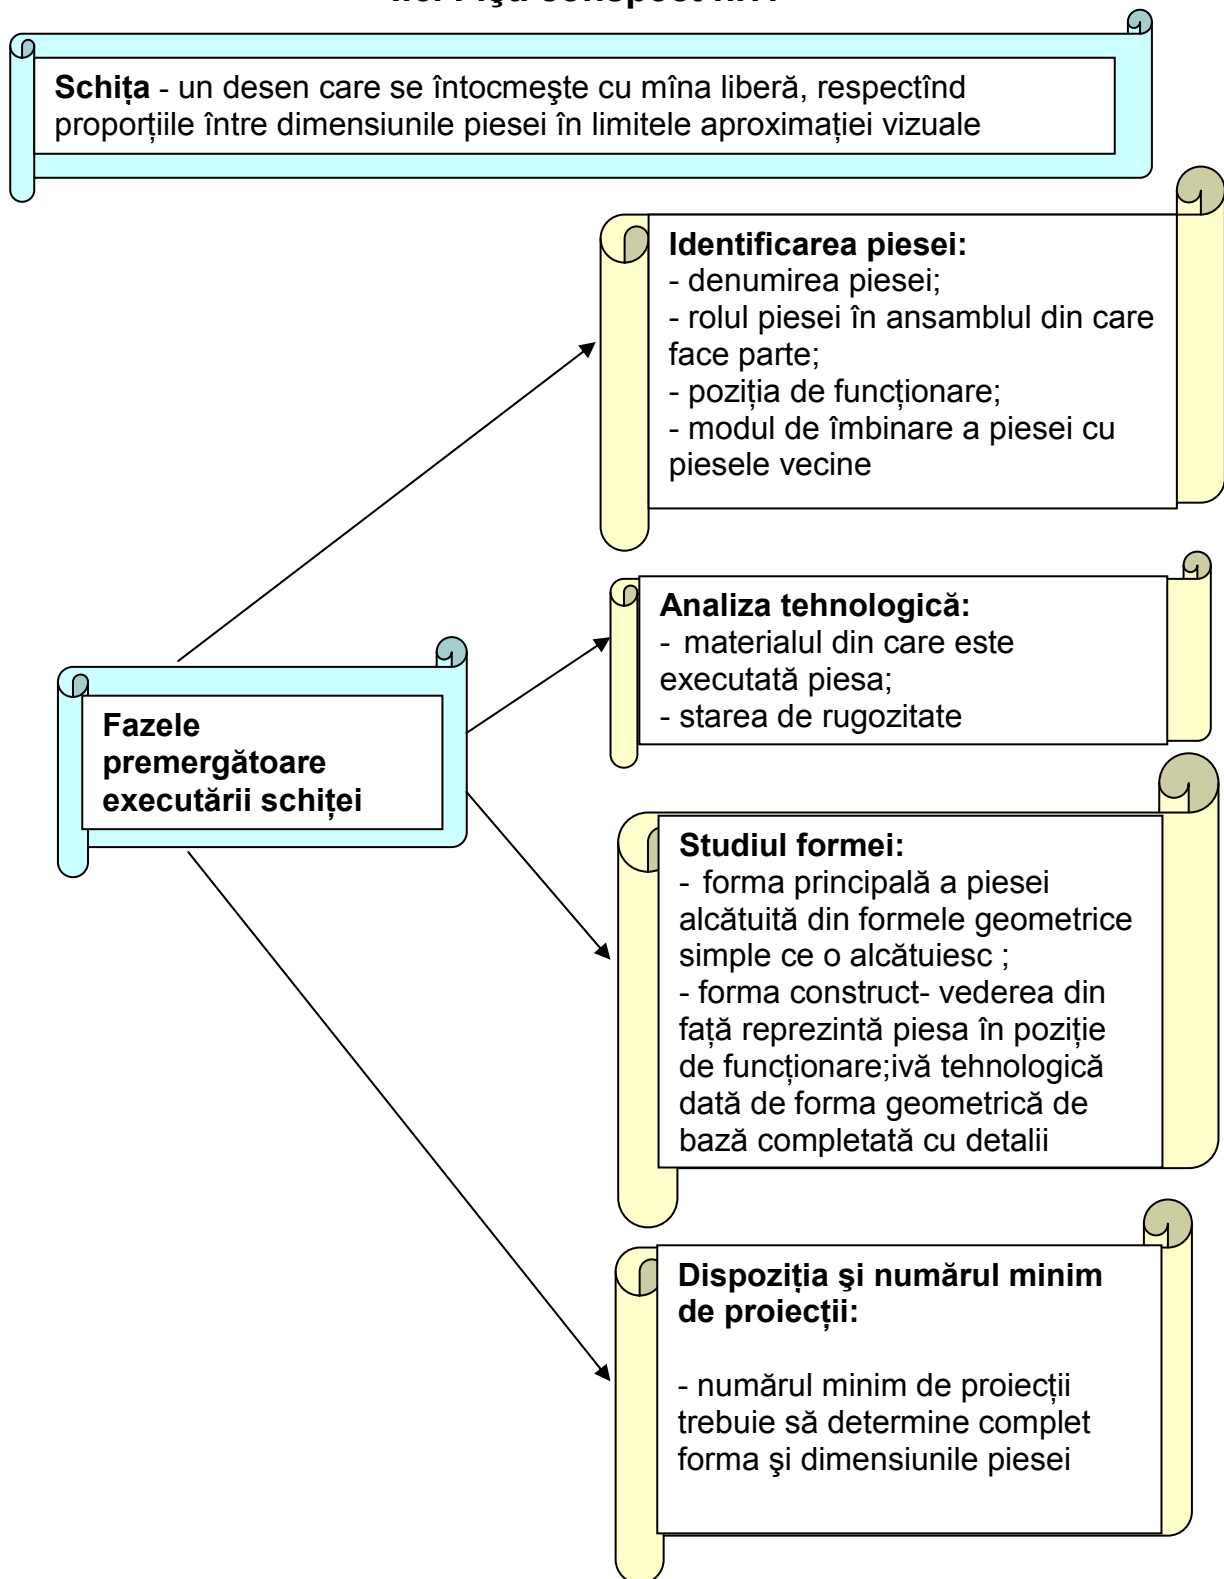 Schița - un desen care se întocmeşte cu mîna liberă, respectînd
proporțiile între dimensiunile piesei în limitele aproximației vizuale
Identificarea piesei:
- denumirea piesei;
- rolul piesei în ansamblul din care
face parte;
- poziția de funcționare;
- modul de îmbinare a piesei cu
piesele vecine
Analiza tehnologică:
- materialul din care este
executată piesa;
- starea de rugozitate
Fazele
premergătoare
executării schiței
Studiul formei:
- forma principală a piesei
alcătuită din formele geometrice
simple ce o alcătuiesc ;
- forma construct- vederea din
față reprezintă piesa în poziție
de funcționare;ivă tehnologică
dată de forma geometrică de
bază completată cu detalii
Dispoziția şi numărul minim
de proiecții:
- numărul minim de proiecții
trebuie să determine complet
forma şi dimensiunile piesei